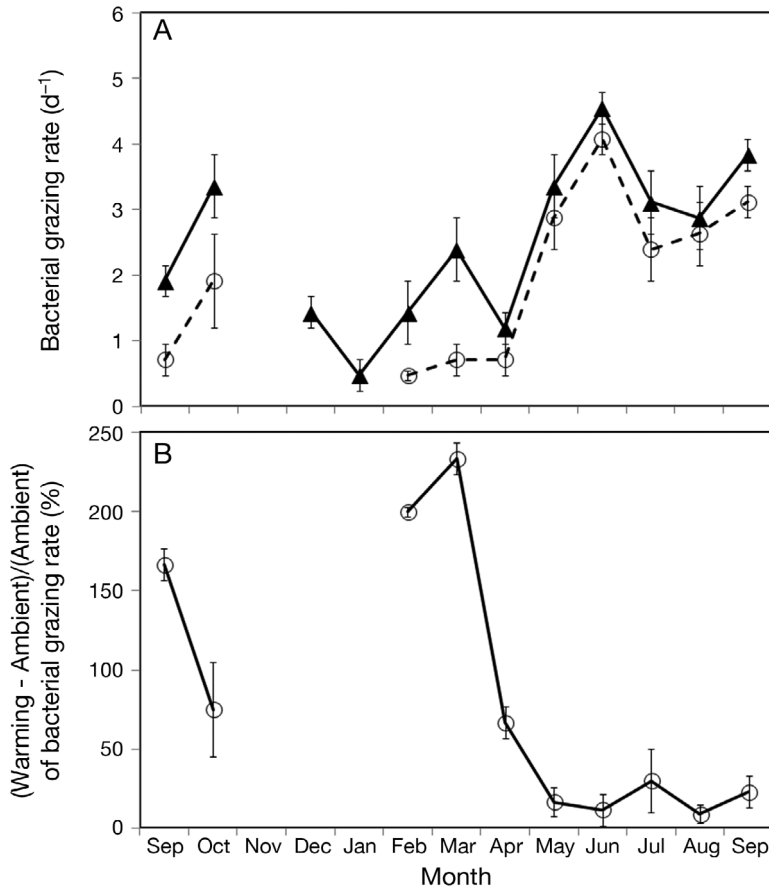 A
6
5
4
3
2
1
0
Bacterial grazing rate (d⁻¹)
B
250
200
150
100
50
0
(Warming - Ambient)/(Ambient)
of bacterial grazing rate (%)
Sep Oct Nov Dec Jan Feb Mar Apr May Jun Jul Aug Sep
Month